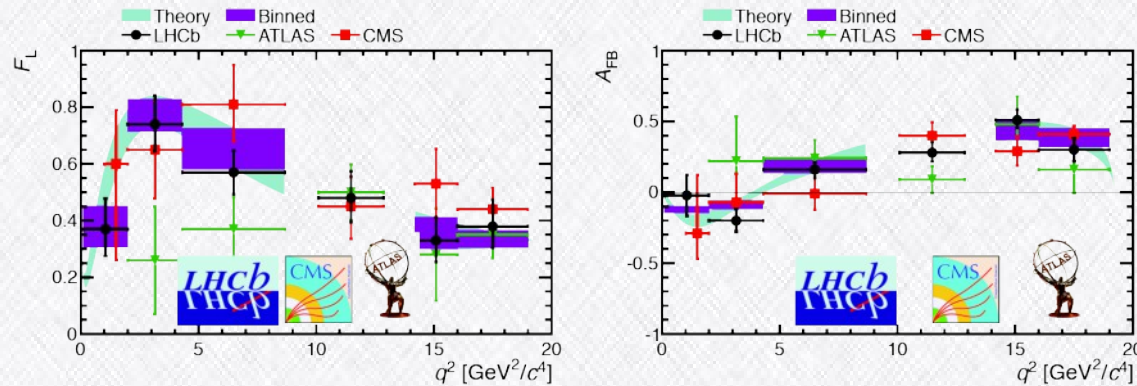 Theory Binned
LHCb ATLAS CMS
F_L
1
0.8
0.6
0.4
0.2
0
0 5 10 15 20
q² [GeV²/c⁴]
LHCb
CMS
ATLAS
Theory Binned
LHCb ATLAS CMS
A_FB
1
0.5
0
-0.5
-1
0 5 10 15 20
q² [GeV²/c⁴]
LHCb
CMS
ATLAS